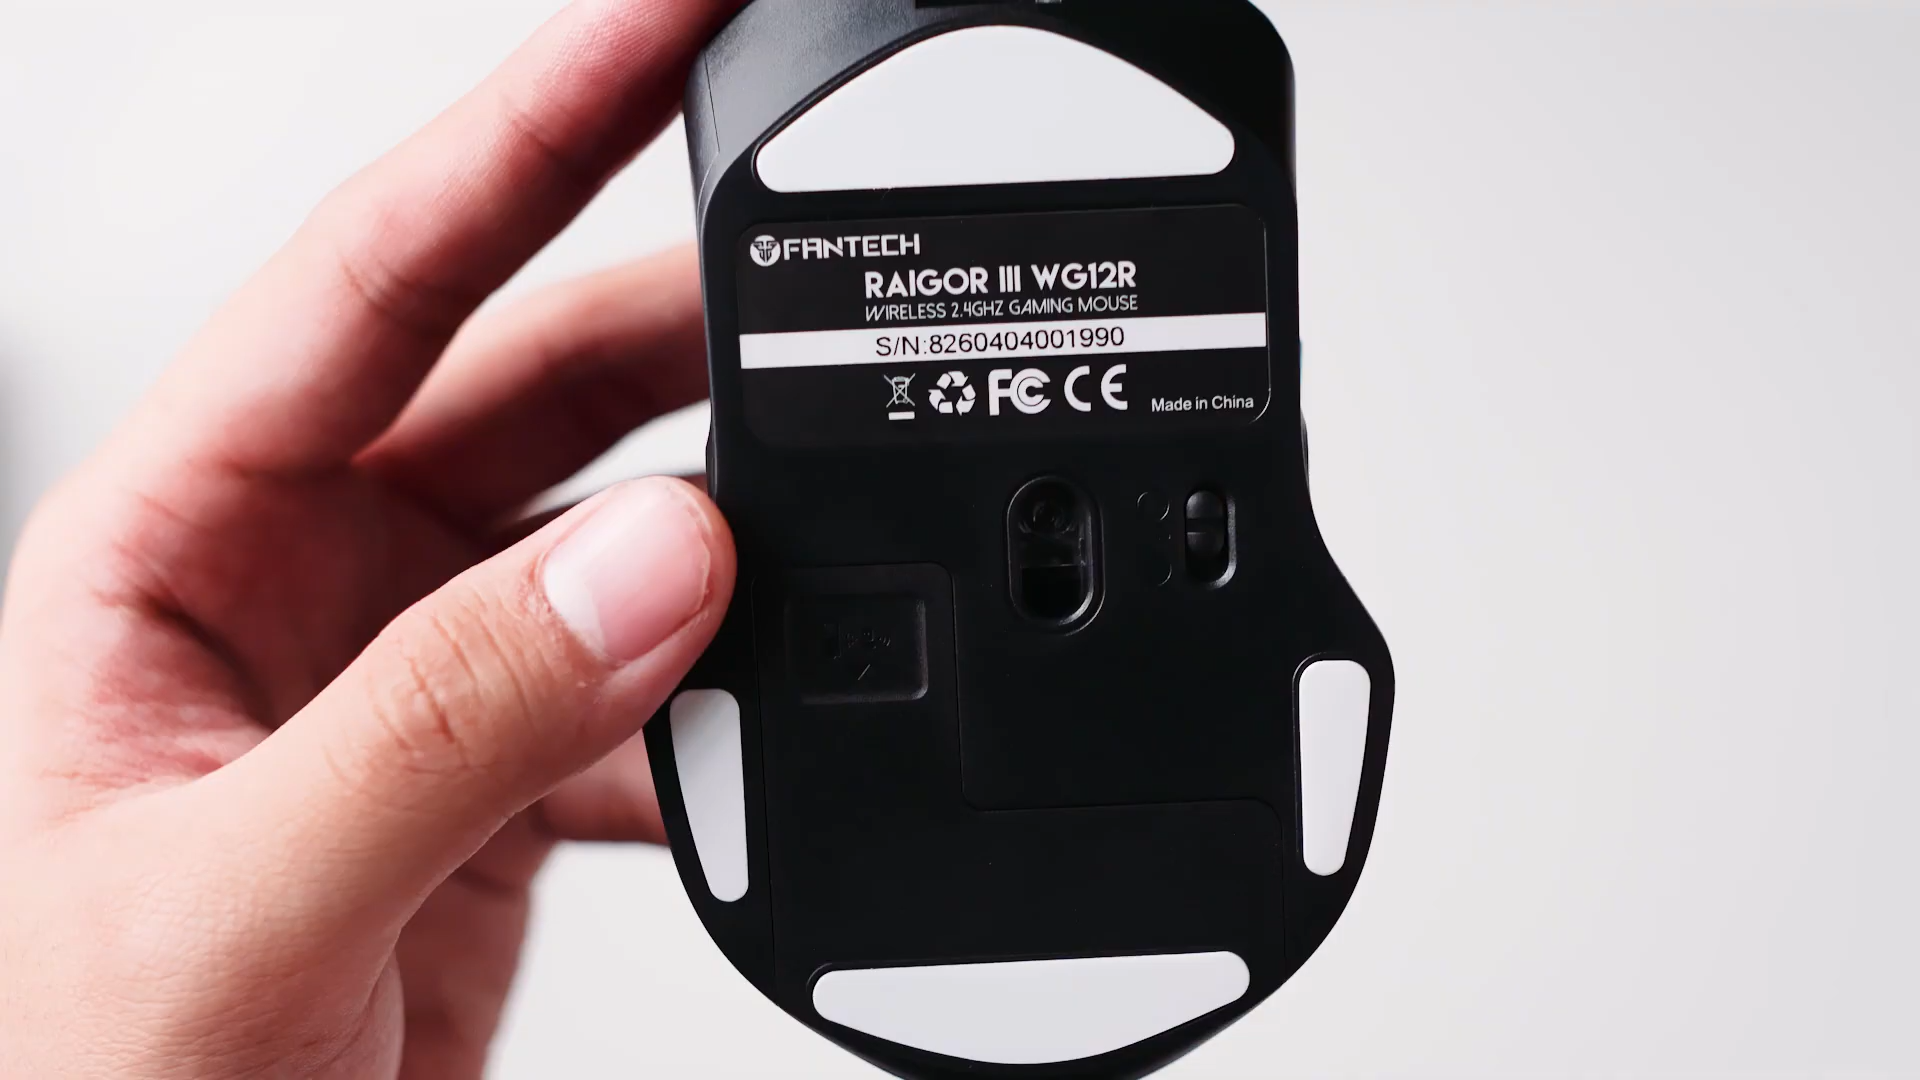 FANTECH
RAIGOR III WG12R
WIRELESS 2.4GHZ GAMING MOUSE
S/N:8260404001990
FC CE
Made in China